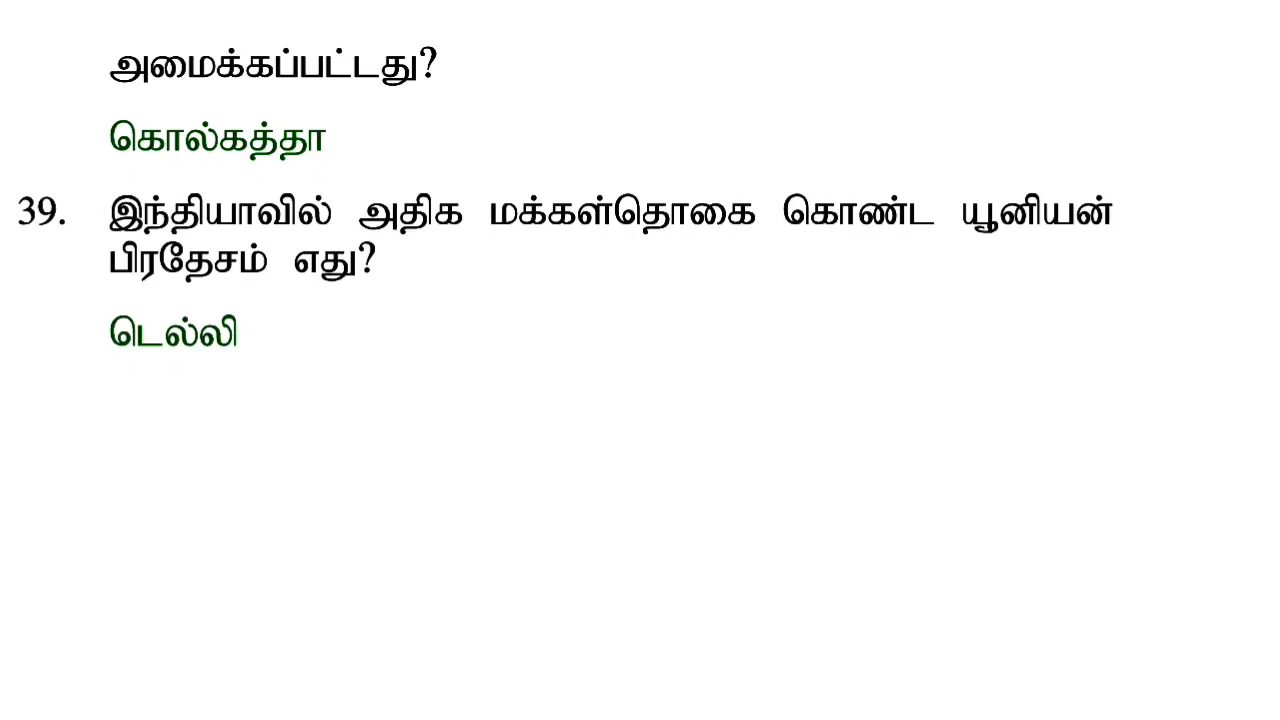 அமைக்கப்பட்டது?
கொல்கத்தா
39. இந்தியாவில் அதிக மக்கள்தொகை கொண்ட யூனியன்
பிரதேசம் எது?
டெல்லி